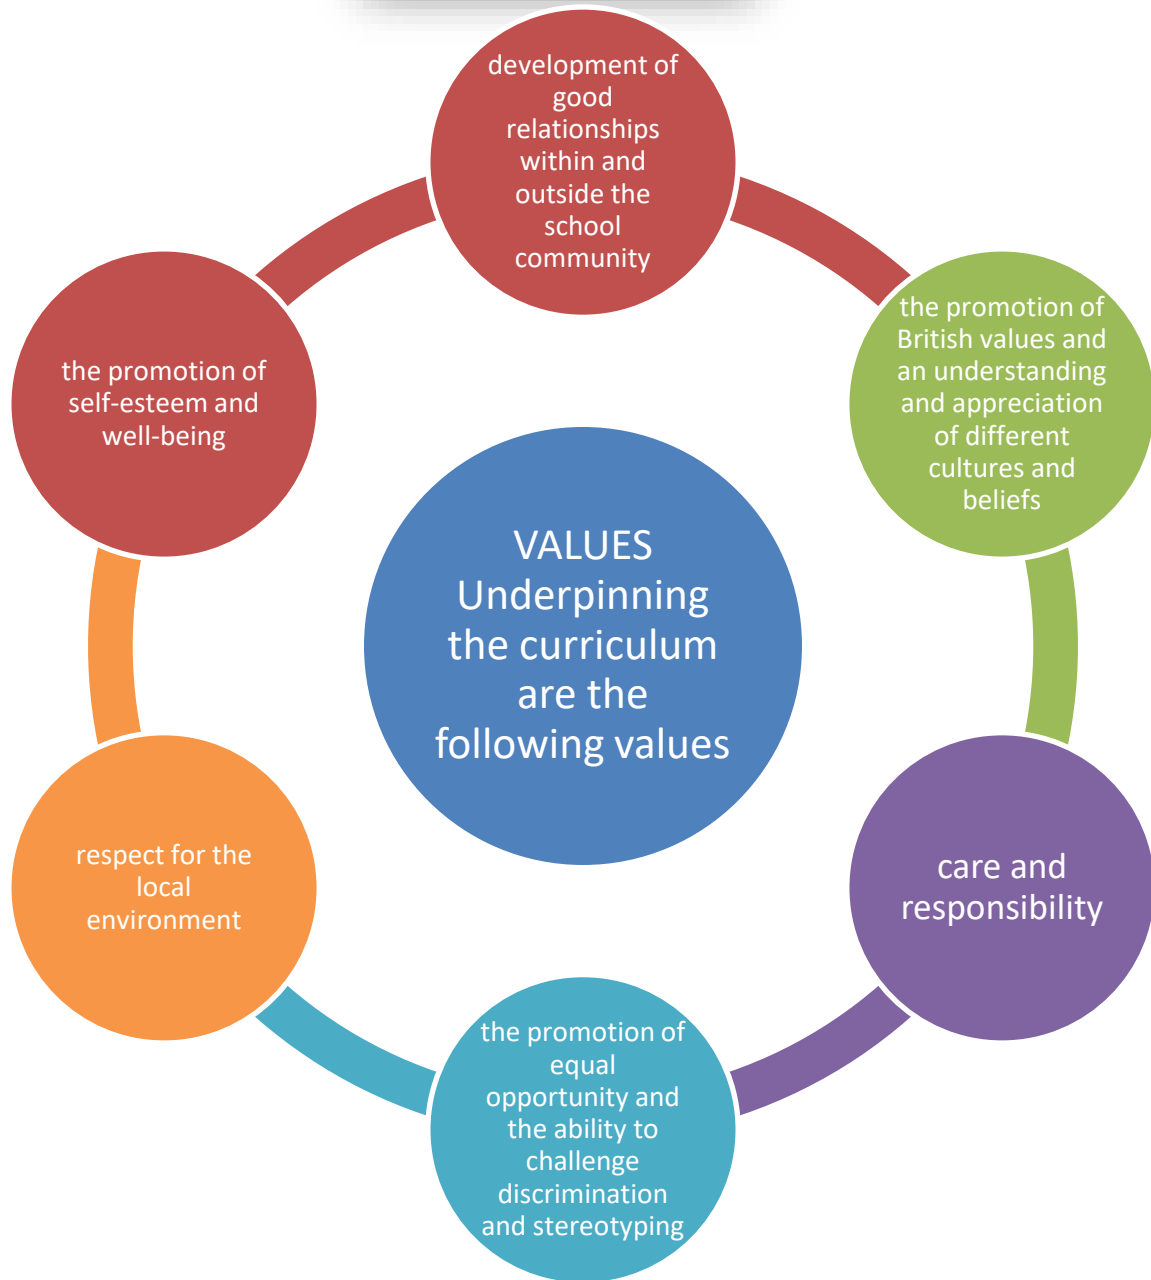 development of
good
relationships
within and
outside the
school
community
the promotion of
British values and
an understanding
and appreciation
of different
cultures and
beliefs
the promotion of
self-esteem and
well-being
VALUES
Underpinning
the curriculum
are the
following values
respect for the
local
environment
care and
responsibility
the promotion of
equal
opportunity and
the ability to
challenge
discrimination
and stereotyping